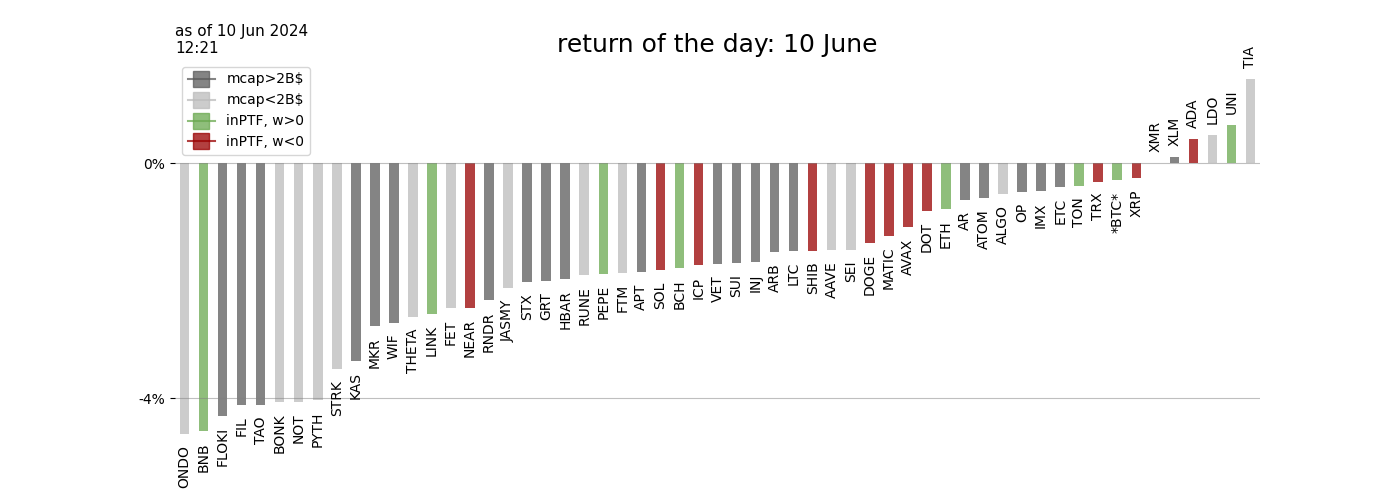 as of 10 Jun 2024
12:21
return of the day: 10 June
mcap>2B$
mcap<2B$
inPTF, w>0
inPTF, w<0
0%
-4%
ONDO
BNB
FLOKI
FIL
TAO
BONK
NOT
PYTH
STRK
KAS
MKR
WIF
THETA
LINK
FET
NEAR
RNDR
JASMY
STX
GRT
HBAR
RUNE
PEPE
FTM
APT
SOL
BCH
ICP
VET
SUI
INJ
ARB
LTC
SHIB
AAVE
SEI
DOGE
MATIC
AVAX
DOT
ETH
AR
ATOM
ALGO
OP
IMX
ETC
TON
TRX
*BTC*
XRP
XMR
XLM
ADA
LDO
UNI
TIA